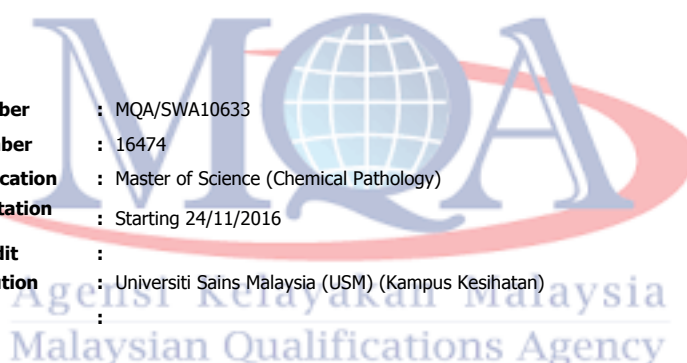 MQA
ber : MQA/SWA10633
ber : 16474
cation : Master of Science (Chemical Pathology)
tation : Starting 24/11/2016
dit :
tion : Universiti Sains Malaysia (USM) (Kampus Kesihatan)
:
Agensi Kelayakan Malaysia
Malaysian Qualifications Agency